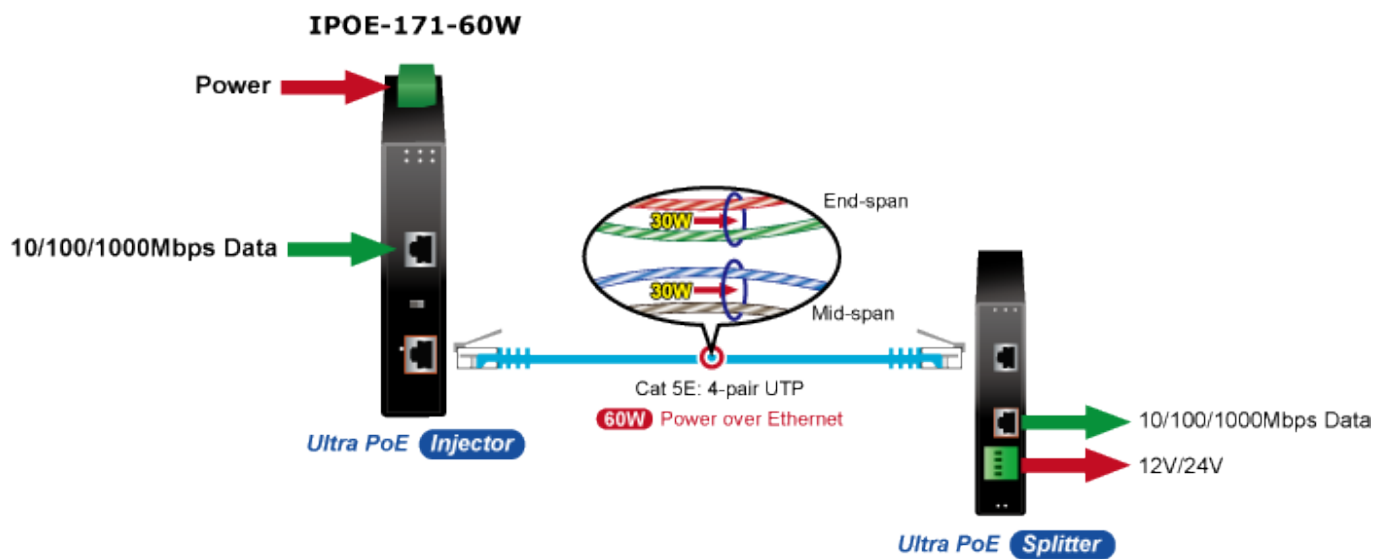 IPOE-171-60W
Power
10/100/1000Mbps Data
End-span
30W
30W
Mid-span
Cat 5E: 4-pair UTP
60W Power over Ethernet
Ultra PoE Injector
10/100/1000Mbps Data
12V/24V
Ultra PoE Splitter